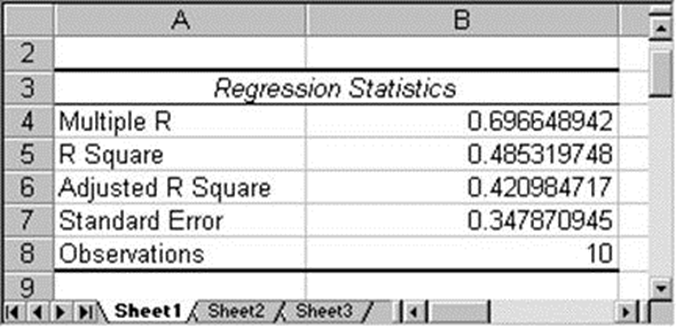 A B
2
3 Regression Statistics
4 Multiple R 0.696648942
5 R Square 0.485319748
6 Adjusted R Square 0.420984717
7 Standard Error 0.347870945
8 Observations 10
9
Sheet1 Sheet2 Sheet3